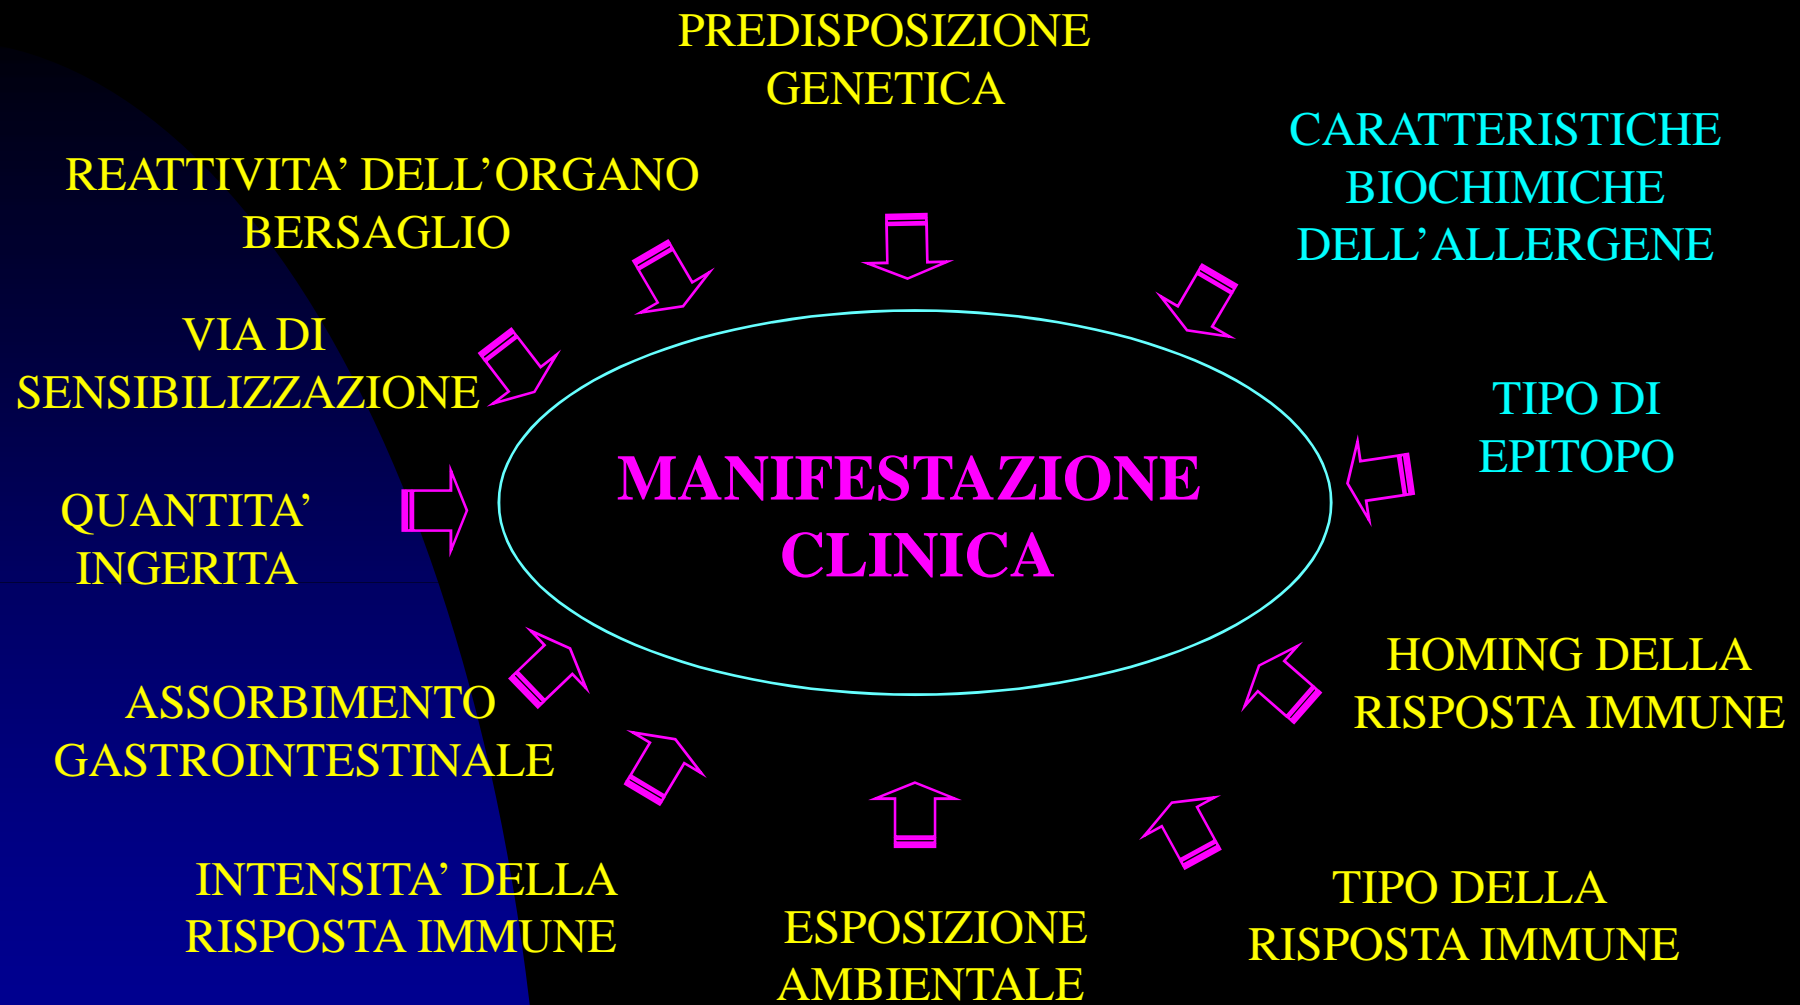 PREDISPOSIZIONE
GENETICA
CARATTERISTICHE
BIOCHIMICHE
DELL’ALLERGENE
REATTIVITA’ DELL’ORGANO
BERSAGLIO
VIA DI
SENSIBILIZZAZIONE
TIPO DI
EPITOPO
MANIFESTAZIONE
CLINICA
QUANTITA’
INGERITA
HOMING DELLA
RISPOSTA IMMUNE
ASSORBIMENTO
GASTROINTESTINALE
INTENSITA’ DELLA
RISPOSTA IMMUNE
ESPOSIZIONE
AMBIENTALE
TIPO DELLA
RISPOSTA IMMUNE